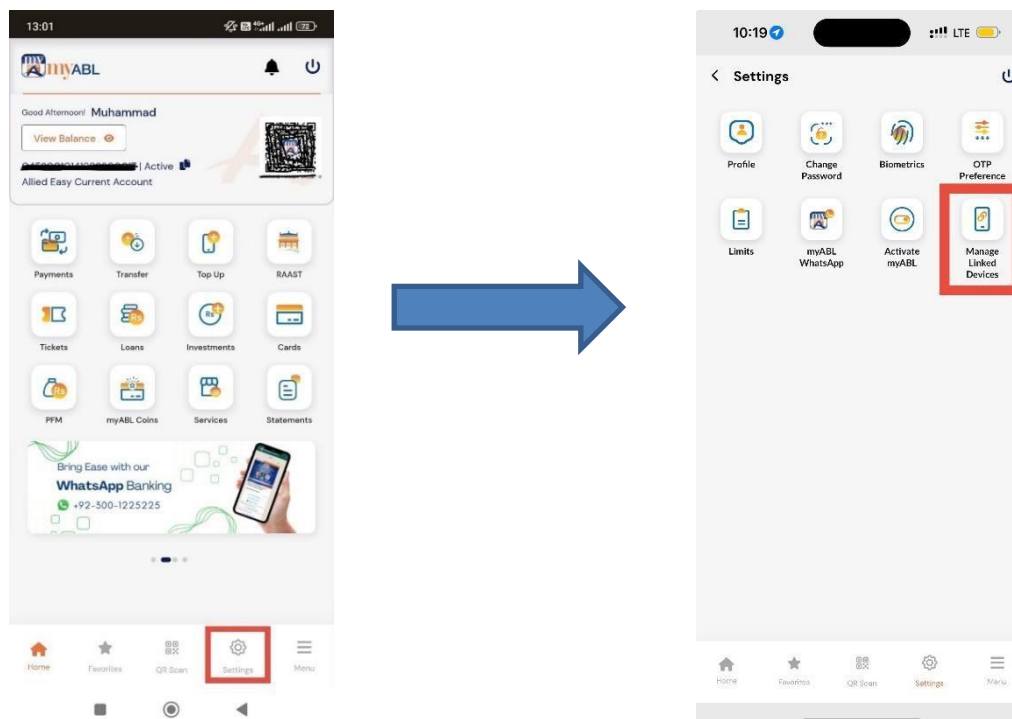 13:01
4G
72
myABL
Good Afternoon! Muhammad
View Balance
| Active
Allied Easy Current Account
Payments Transfer Top Up RAAST
Tickets Loans Investments Cards
PFM myABL Coins Services Statements
Bring Ease with our
WhatsApp Banking
+92-300-1225225
Home Favorites QR Scan Settings Menu
10:19
LTE
Settings
Profile Change Password Biometrics OTP Preference
Limits myABL WhatsApp Activate myABL Manage Linked Devices
Home Favorites QR Scan Settings Menu